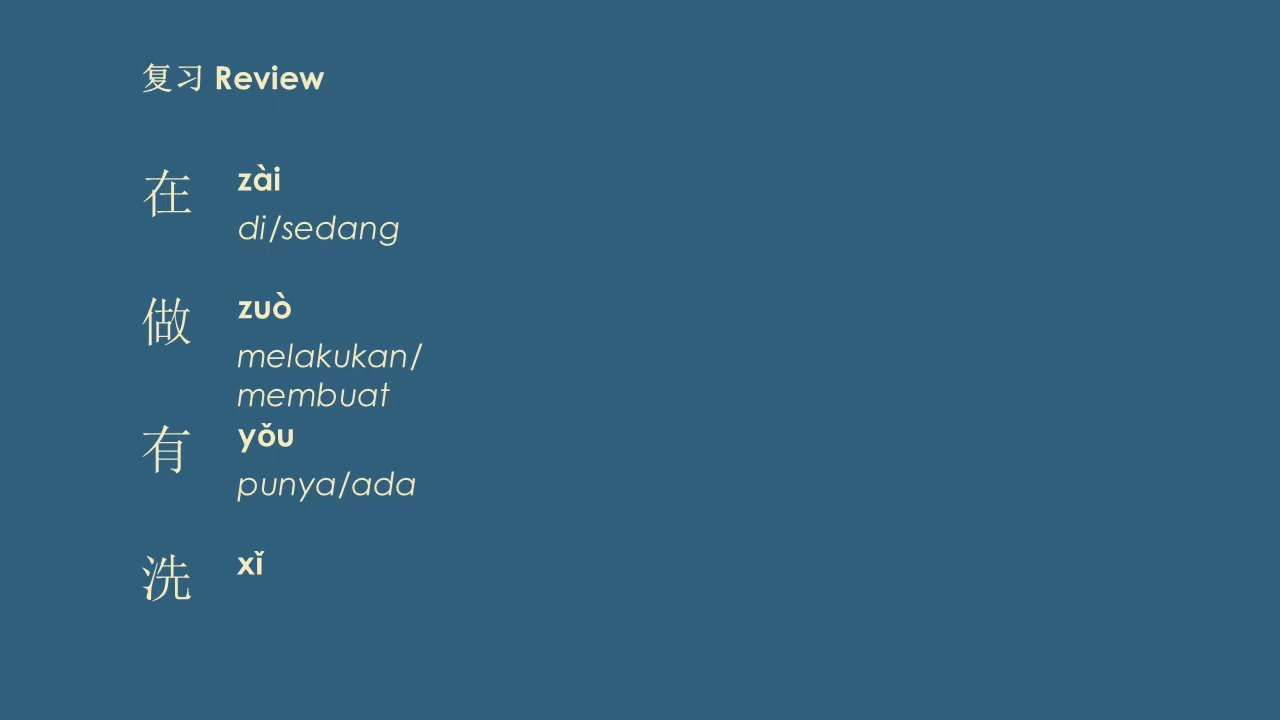 复习 Review
在 zài
di/sedang
做 zuò
melakukan/
membuat
有 yǒu
punya/ada
洗 xǐ